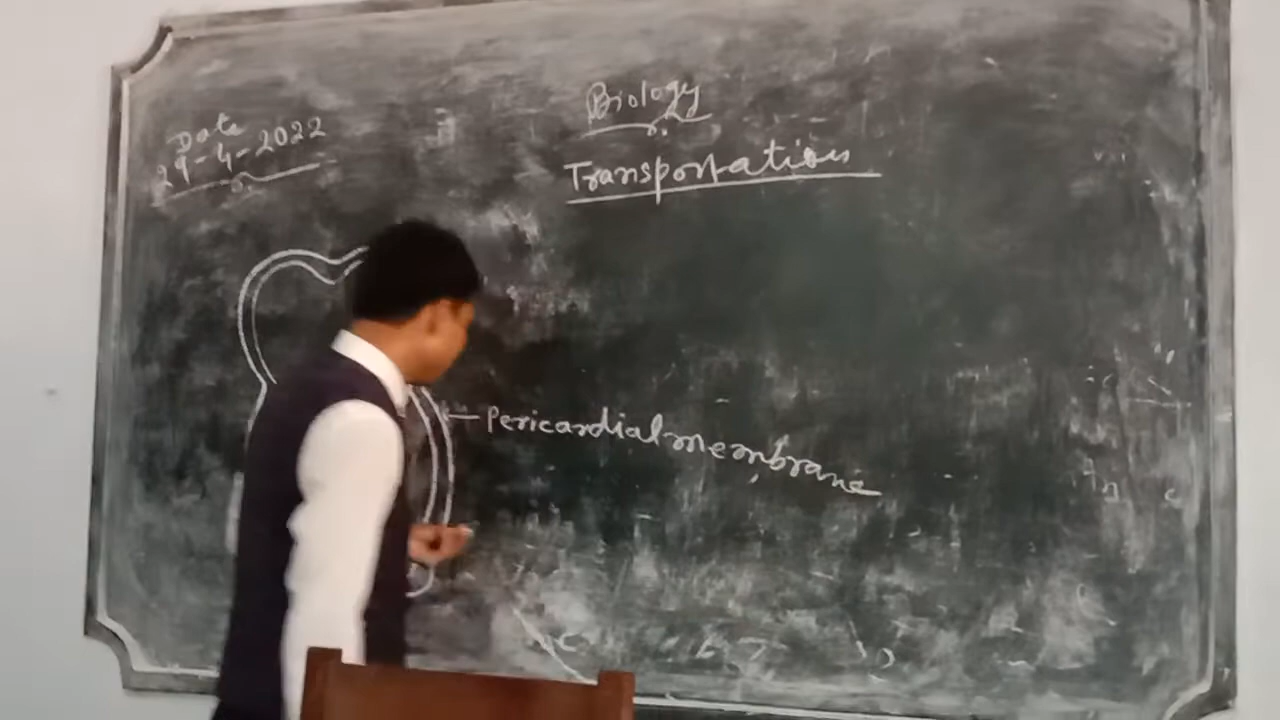 Biology
Date
29-4-2022
Transportation
Pericardial membrane